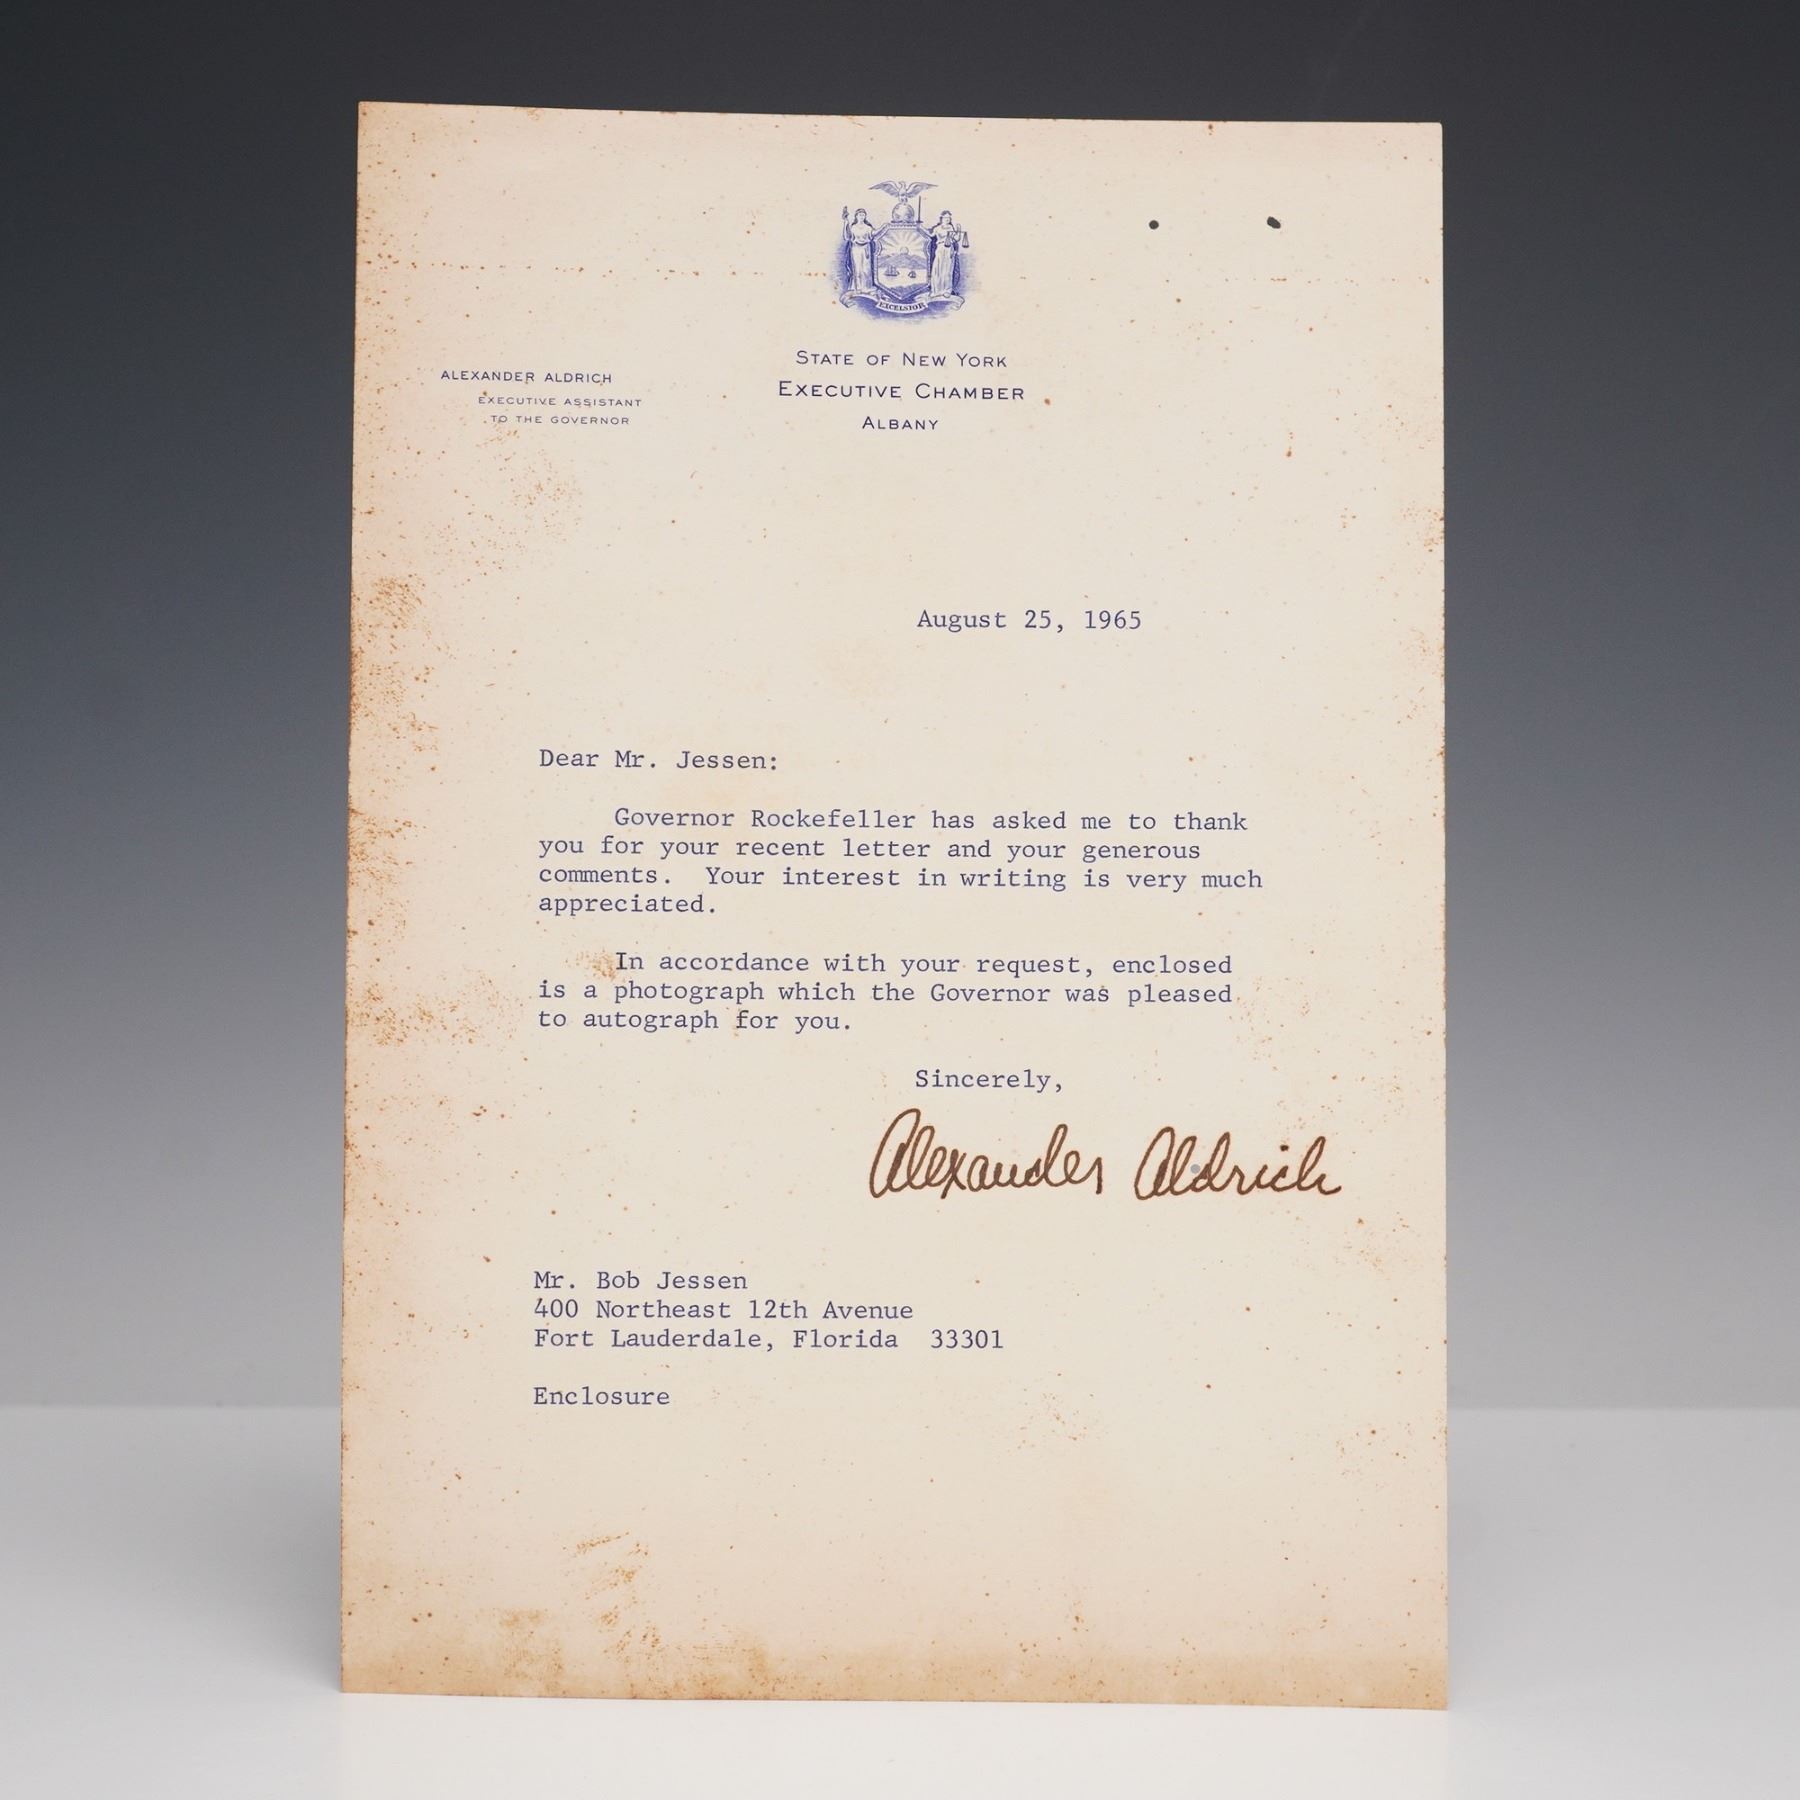 EXCELSIOR
STATE OF NEW YORK
EXECUTIVE CHAMBER
ALBANY
ALEXANDER ALDRICH
EXECUTIVE ASSISTANT
TO THE GOVERNOR
August 25, 1965
Dear Mr. Jessen:
Governor Rockefeller has asked me to thank
you for your recent letter and your generous
comments.  Your interest in writing is very much
appreciated.
In accordance with your request, enclosed
is a photograph which the Governor was pleased
to autograph for you.
Sincerely,
Alexander Aldrich
Mr. Bob Jessen
400 Northeast 12th Avenue
Fort Lauderdale, Florida  33301
Enclosure